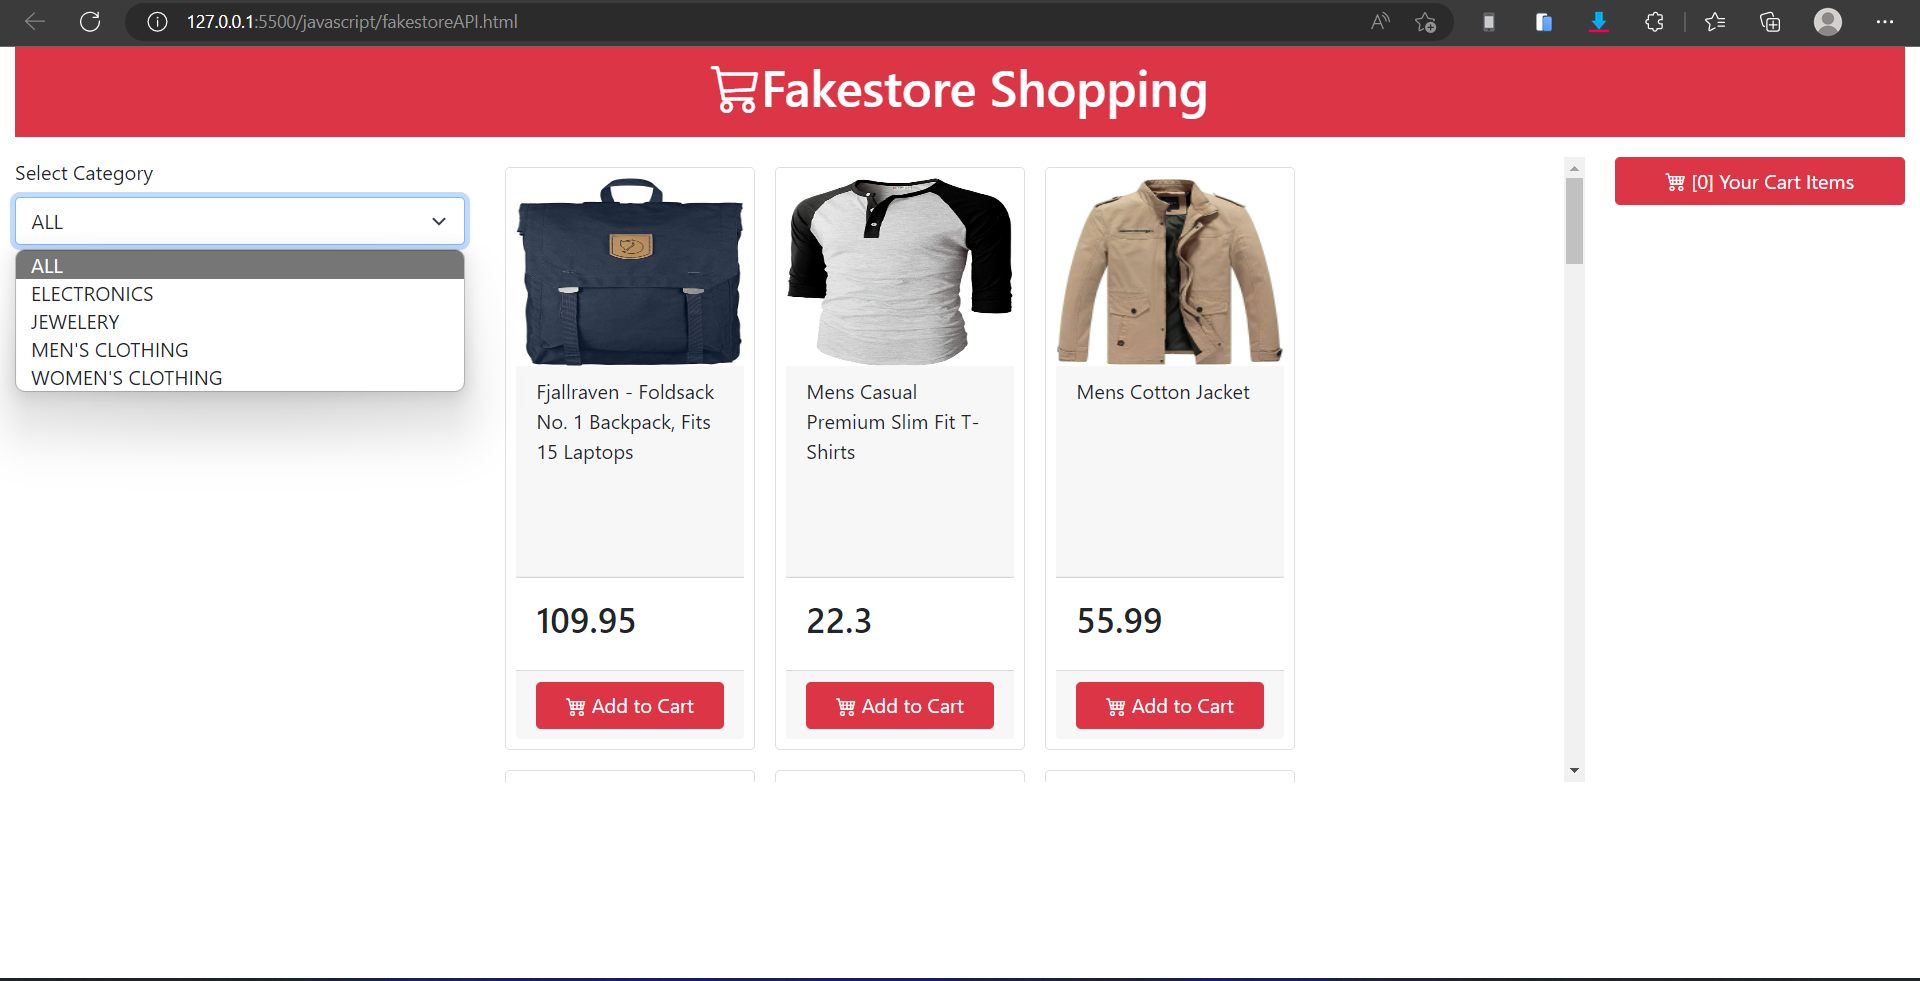 127.0.0.1:5500/javascript/fakestoreAPI.html
Fakestore Shopping
Select Category
ALL
ALL
ELECTRONICS
JEWELERY
MEN'S CLOTHING
WOMEN'S CLOTHING
Fjallraven - Foldsack
No. 1 Backpack, Fits
15 Laptops
109.95
Add to Cart
Mens Casual
Premium Slim Fit T-
Shirts
22.3
Add to Cart
Mens Cotton Jacket
55.99
Add to Cart
[0] Your Cart Items